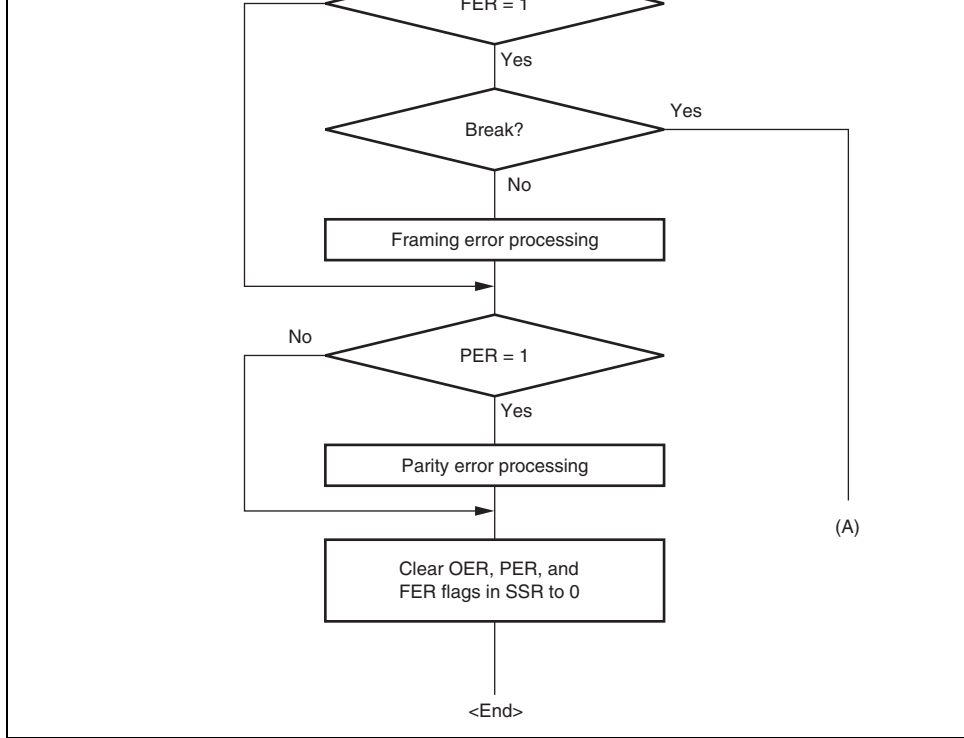 FER = 1
Yes
Yes
Break?
No
Framing error processing
No
PER = 1
Yes
Parity error processing
(A)
Clear OER, PER, and
FER flags in SSR to 0
<End>